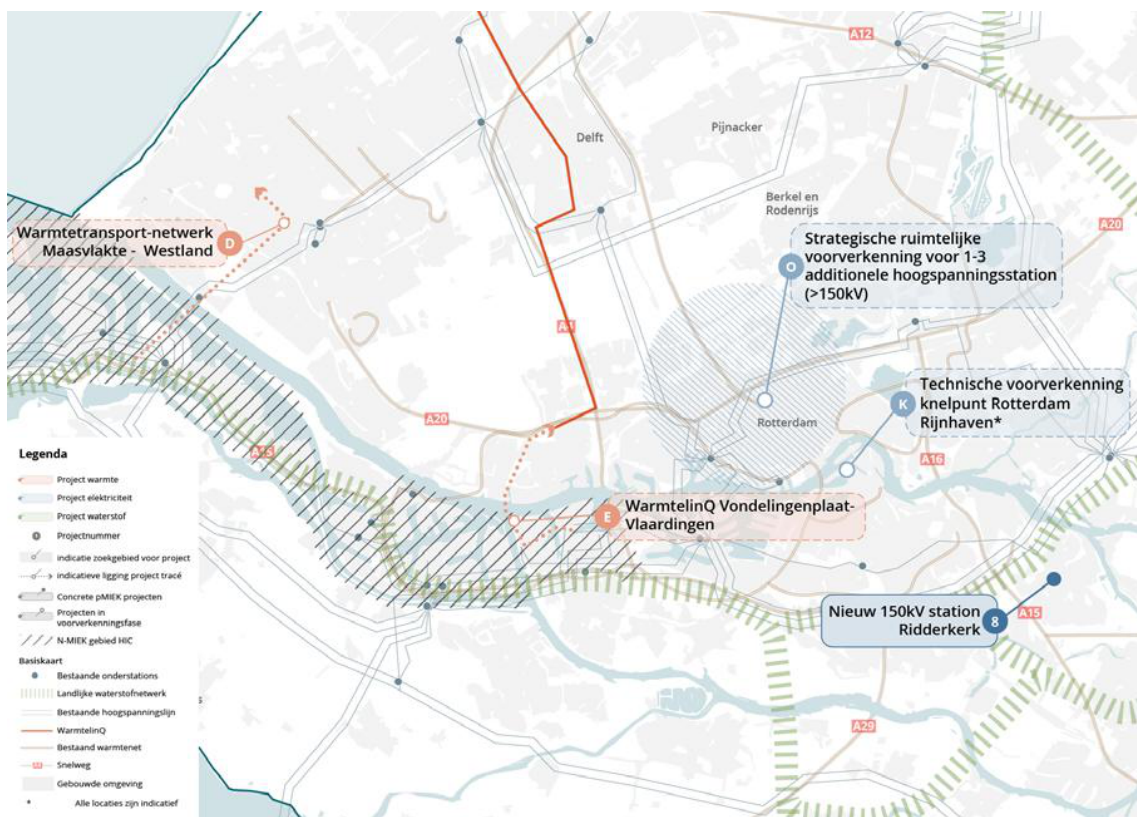 A12
Delft
Pijnacker
Berkel en
Rodenrijs
A20
Warmtetransport-netwerk
Maasvlakte - Westland
D
O
Strategische ruimtelijke
voorverkenning voor 1-3
additionele hoogspanningsstation
(>150kV)
A20
Rotterdam
K
Technische voorverkenning
knelpunt Rotterdam
Rijnhaven*
A15
A16
E
WarmtelinQ Vondelingenplaat-
Vlaardingen
Nieuw 150kV station
Ridderkerk
8
A15
A29
Legenda
Project warmte
Project elektriciteit
Project waterstof
Projectnummer
indicatie zoekgebied voor project
indicatieve ligging project tracé
Concrete pMIEK projecten
Projecten in
voorverkenningsfase
N-MIEK gebied HIC
Basiskaart
Bestaande onderstations
Landlijke waterstofnetwerk
Bestaande hoogspanningslijn
WarmtelinQ
Bestaand warmtenet
Snelweg
Gebouwde omgeving
Alle locaties zijn indicatief